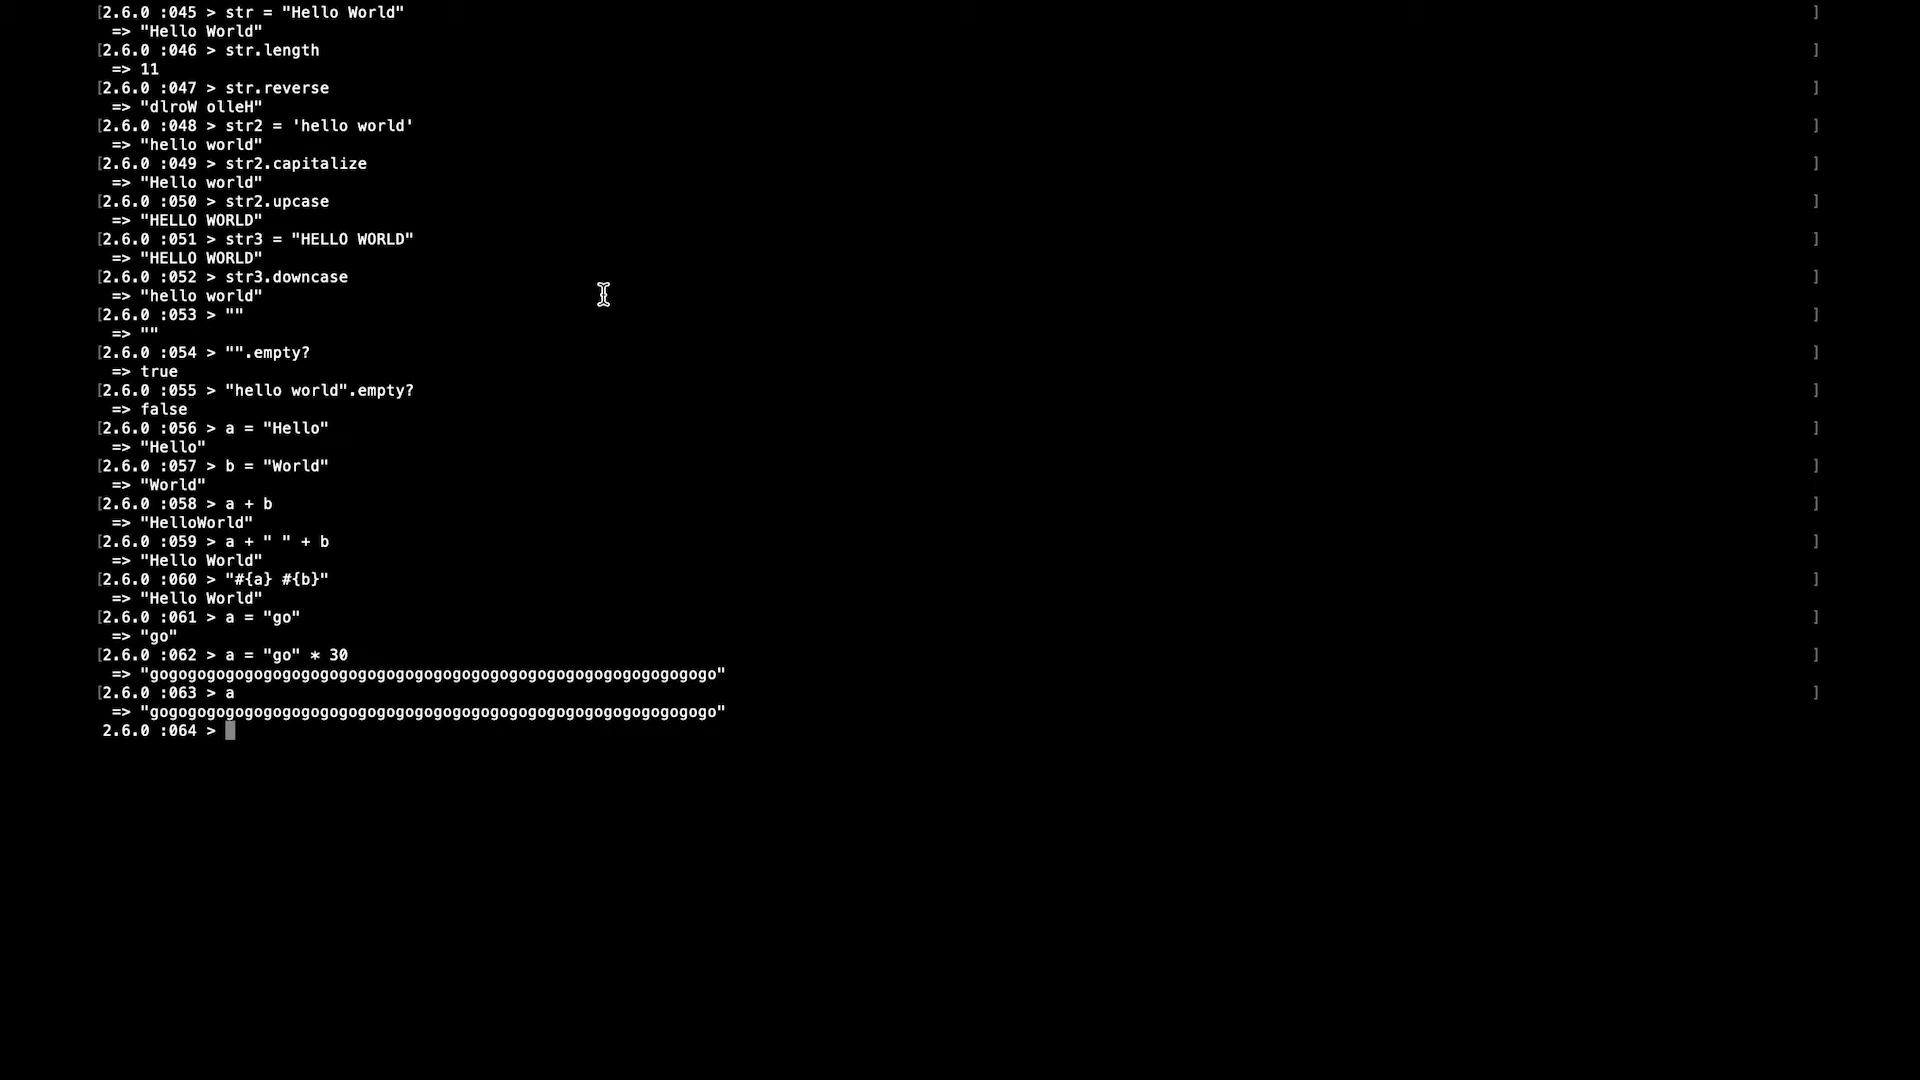 [2.6.0 :045 > str = "Hello World" ]
=> "Hello World"
[2.6.0 :046 > str.length ]
=> 11
[2.6.0 :047 > str.reverse ]
=> "dlroW olleH"
[2.6.0 :048 > str2 = 'hello world' ]
=> "hello world"
[2.6.0 :049 > str2.capitalize ]
=> "Hello world"
[2.6.0 :050 > str2.upcase ]
=> "HELLO WORLD"
[2.6.0 :051 > str3 = "HELLO WORLD" ]
=> "HELLO WORLD"
[2.6.0 :052 > str3.downcase ]
=> "hello world"
[2.6.0 :053 > "" ]
=> ""
[2.6.0 :054 > "".empty? ]
=> true
[2.6.0 :055 > "hello world".empty? ]
=> false
[2.6.0 :056 > a = "Hello" ]
=> "Hello"
[2.6.0 :057 > b = "World" ]
=> "World"
[2.6.0 :058 > a + b ]
=> "HelloWorld"
[2.6.0 :059 > a + " " + b ]
=> "Hello World"
[2.6.0 :060 > "#{a} #{b}" ]
=> "Hello World"
[2.6.0 :061 > a = "go" ]
=> "go"
[2.6.0 :062 > a = "go" * 30 ]
=> "gogogogogogogogogogogogogogogogogogogogogogogogogogogogogogo"
[2.6.0 :063 > a ]
=> "gogogogogogogogogogogogogogogogogogogogogogogogogogogogogogo"
2.6.0 :064 >